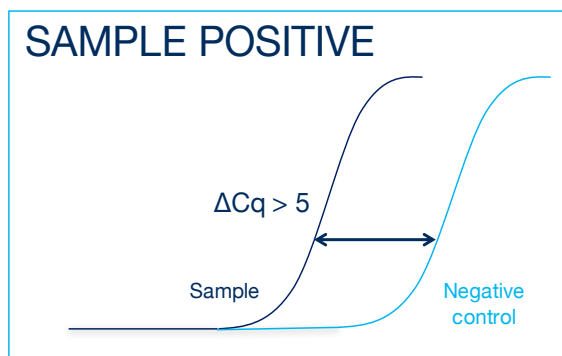 SAMPLE POSITIVE
ΔCq > 5
Sample
Negative
control